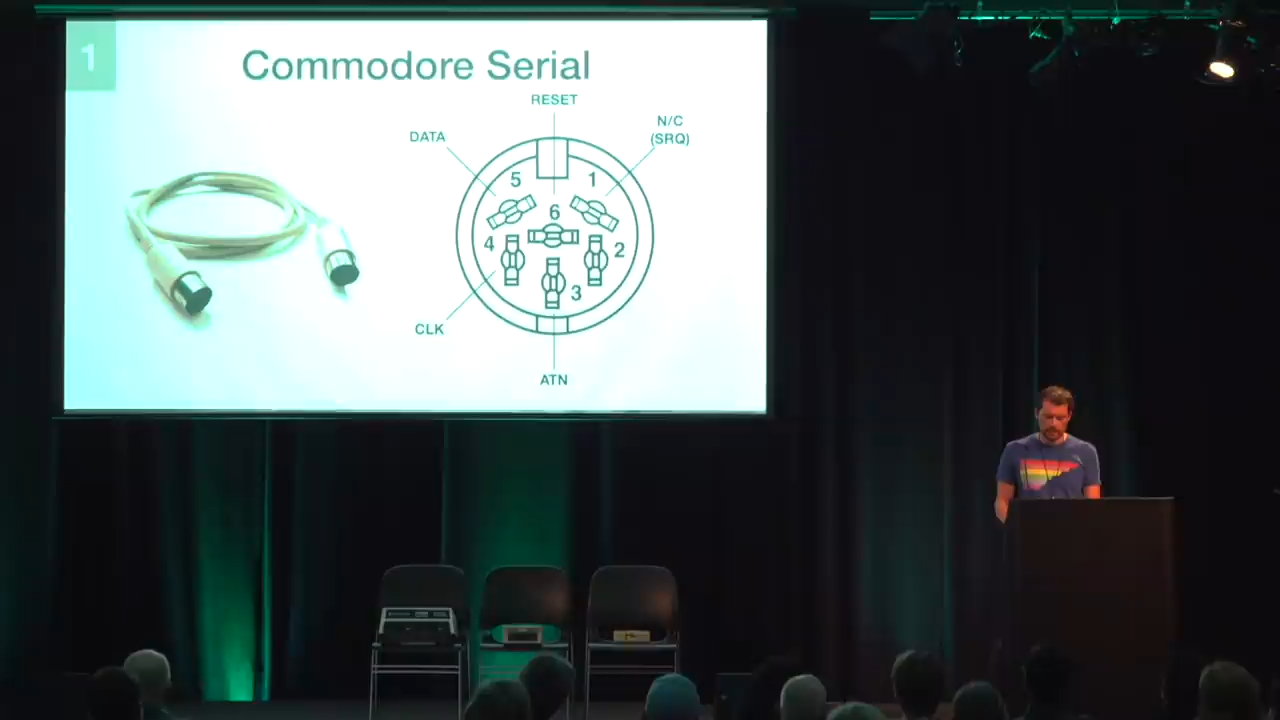 1
Commodore Serial
RESET
DATA
N/C
(SRQ)
5
1
6
4
2
3
CLK
ATN